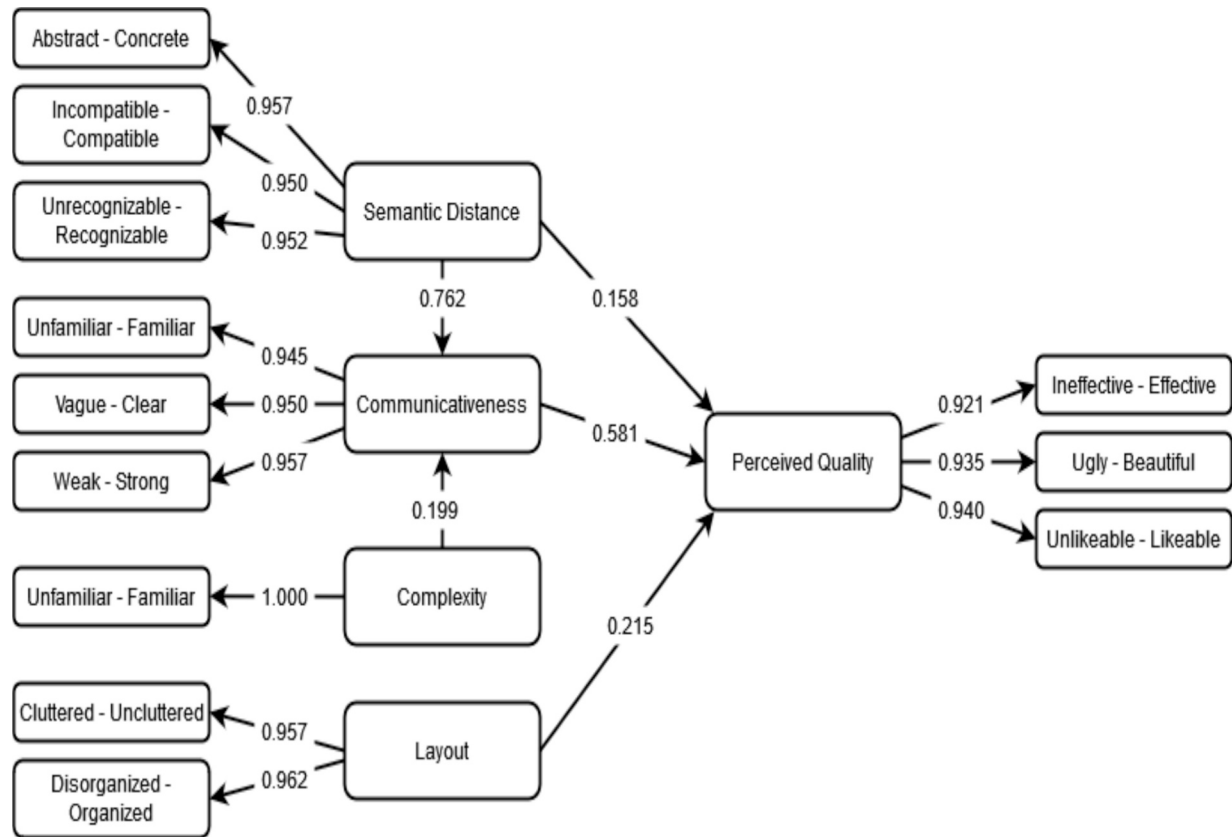 Abstract - Concrete
0.957
Incompatible -
Compatible
0.950
Unrecognizable -
Recognizable
0.952
Semantic Distance
0.762
0.158
Unfamiliar - Familiar
0.945
Vague - Clear
0.950
Weak - Strong
0.957
Communicativeness
0.581
0.199
Unfamiliar - Familiar
1.000
Complexity
Cluttered - Uncluttered
0.957
Disorganized -
Organized
0.962
Layout
0.215
Perceived Quality
0.921
Ineffective - Effective
0.935
Ugly - Beautiful
0.940
Unlikeable - Likeable